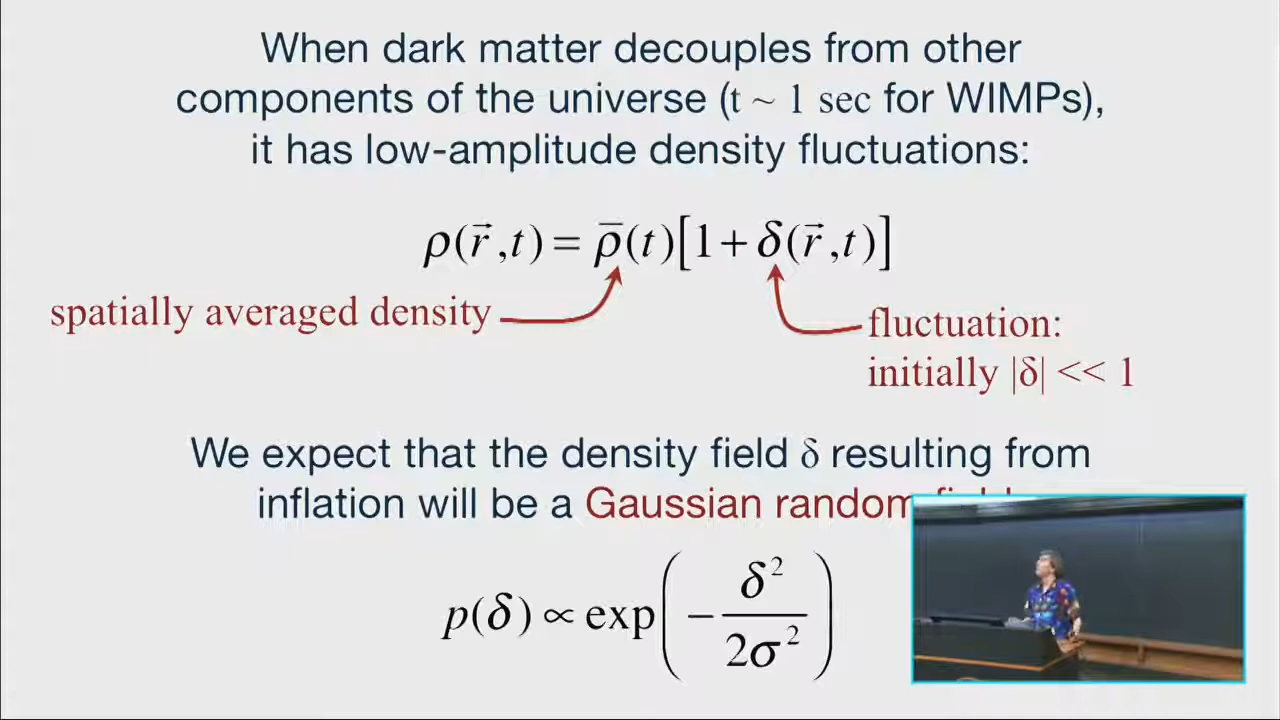 When dark matter decouples from other
components of the universe (t ~ 1 sec for WIMPs),
it has low-amplitude density fluctuations:
ρ(r⃗,t) = ρ̄(t)[1+δ(r⃗,t)]
spatially averaged density
fluctuation:
initially |δ| << 1
We expect that the density field δ resulting from
inflation will be a Gaussian random
p(δ) ∝ exp(−δ²/2σ²)